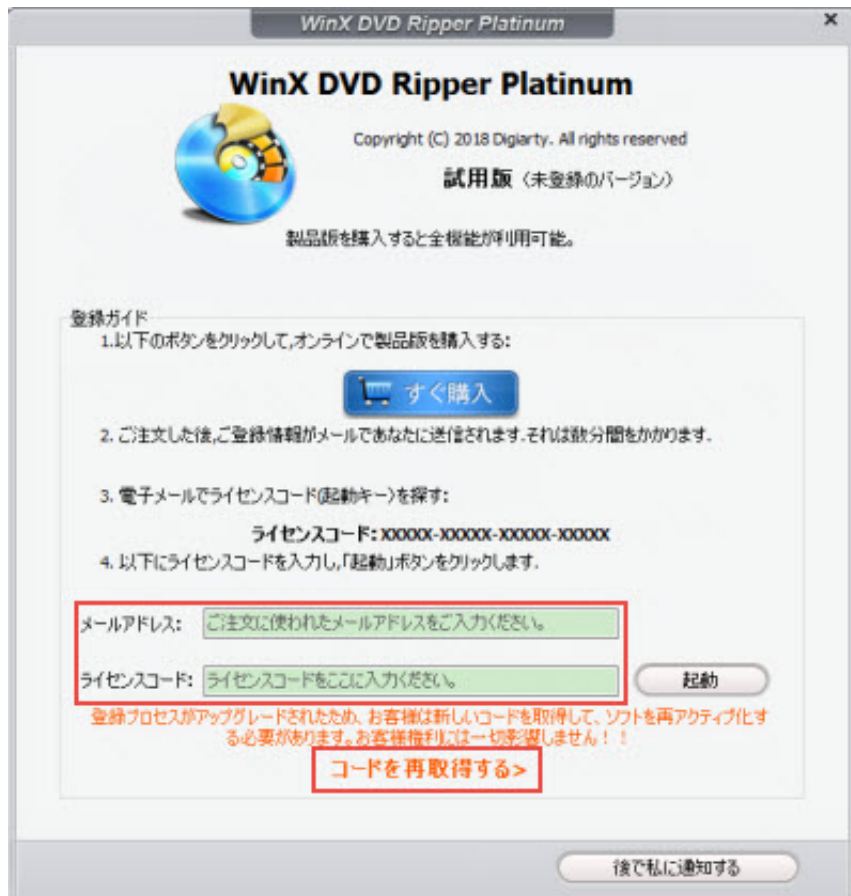 WinX DVD Ripper Platinum
WinX DVD Ripper Platinum
Copyright (C) 2018 Digiarty. All rights reserved
試用版 （未登録のバージョン）
製品版を購入すると全機能が利用可能。
登録ガイド
1.以下のボタンをクリックして,オンラインで製品版を購入する:
すぐ購入
2. ご注文した後,ご登録情報がメールであなたに送信されます.それは数分間をかかります.
3. 電子メールでライセンスコード(起動キー)を探す:
ライセンスコード: XXXXX-XXXXX-XXXXX-XXXXX
4. 以下にライセンスコードを入力し,「起動」ボタンをクリックします.
メールアドレス: ご注文に使われたメールアドレスをご入力ください。
ライセンスコード: ライセンスコードをここに入力ください。 起動
登録プロセスがアップグレードされたため、お客様は新しいコードを取得して、ソフトを再アクティブ化す
る必要があります。お客様権利には一切影響しません！！
コードを再取得する>
後で私に通知する